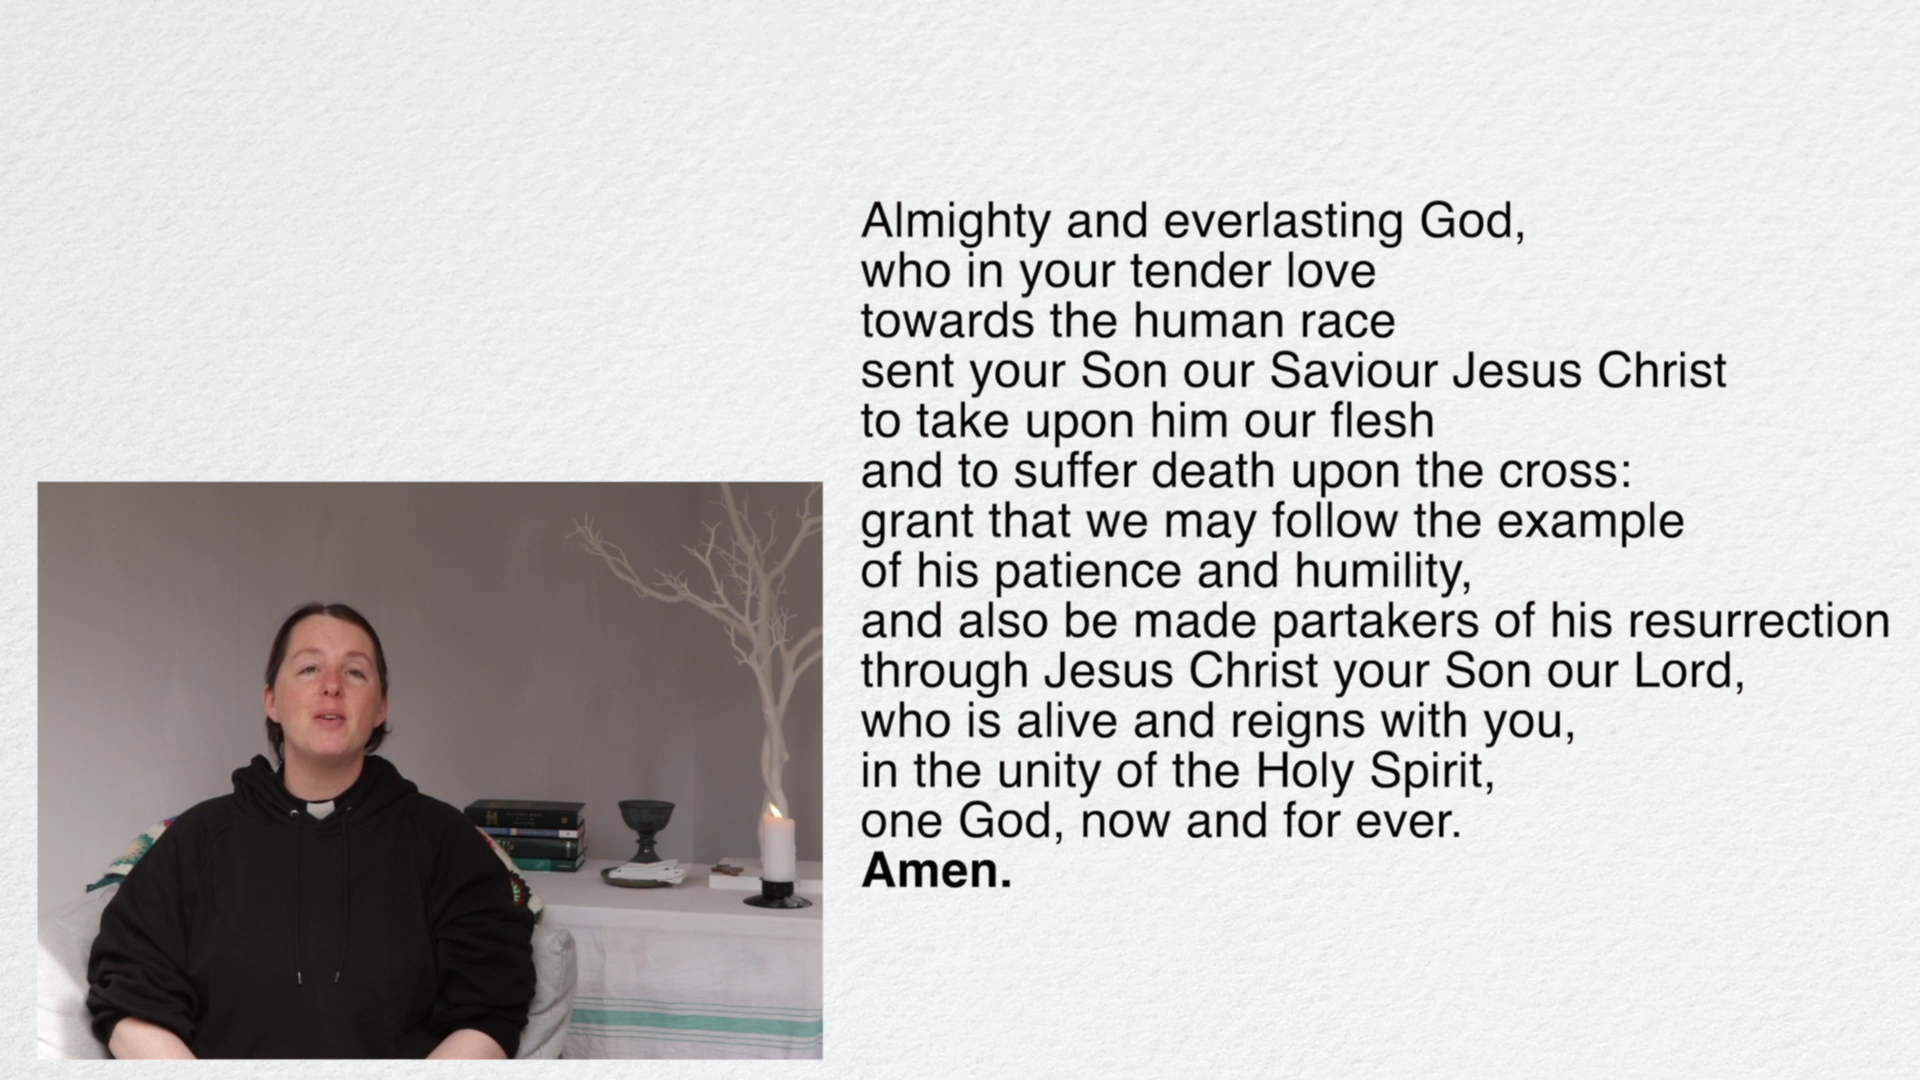 Almighty and everlasting God,
who in your tender love
towards the human race
sent your Son our Saviour Jesus Christ
to take upon him our flesh
and to suffer death upon the cross:
grant that we may follow the example
of his patience and humility,
and also be made partakers of his resurrection
through Jesus Christ your Son our Lord,
who is alive and reigns with you,
in the unity of the Holy Spirit,
one God, now and for ever.
Amen.